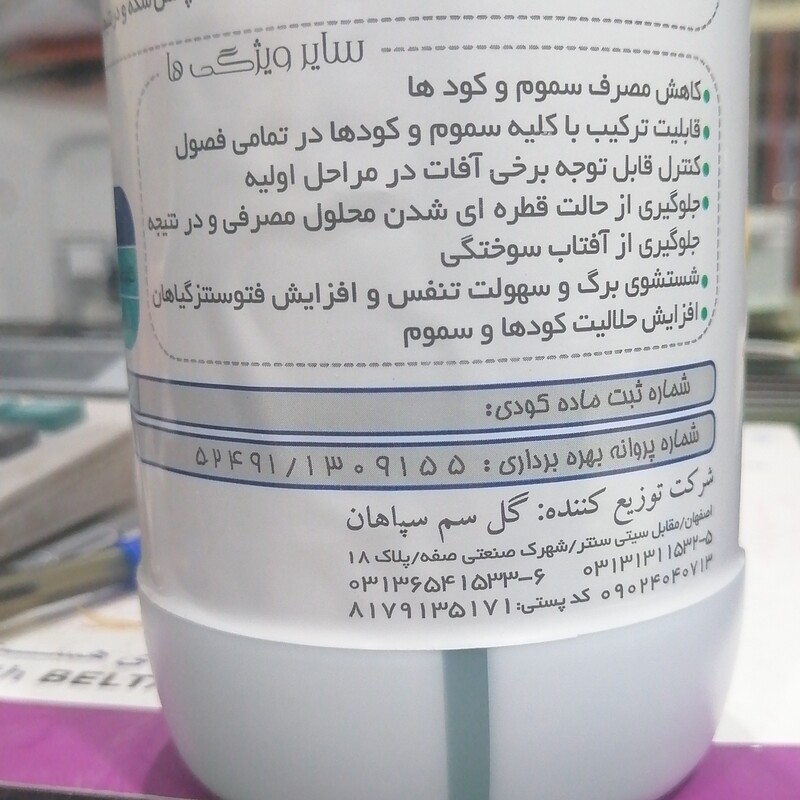 سایر ویژگی ها
•کاهش مصرف سموم و کود ها
•قابلیت ترکیب با کلیه سموم و کودها در تمامی فصول
•کنترل قابل توجه برخی آفات در مراحل اولیه
•جلوگیری از حالت قطره ای شدن محلول مصرفی و در نتیجه
جلوگیری از آفتاب سوختگی
•شستشوی برگ و سهولت تنفس و افزایش فتوسنتزگیاهان
•افزایش حلالیت کودها و سموم
شماره ثبت ماده کودی:
شماره پروانه بهره برداری: ۵۲۴۹۱/۱۳۰۹۱۵۵
شرکت توزیع کننده: گل سم سپاهان
اصفهان/مقابل سیتی سنتر/شهرک صنعتی صفه/پلاک ۱۸
۰۳۱۳۱۳۱۱۵۳۲-۵ ۰۳۱۳۶۵۴۱۵۳۳-۶
۰۹۰۲۴۰۴۰۷۱۳ کد پستی: ۸۱۷۹۱۳۵۱۷۱